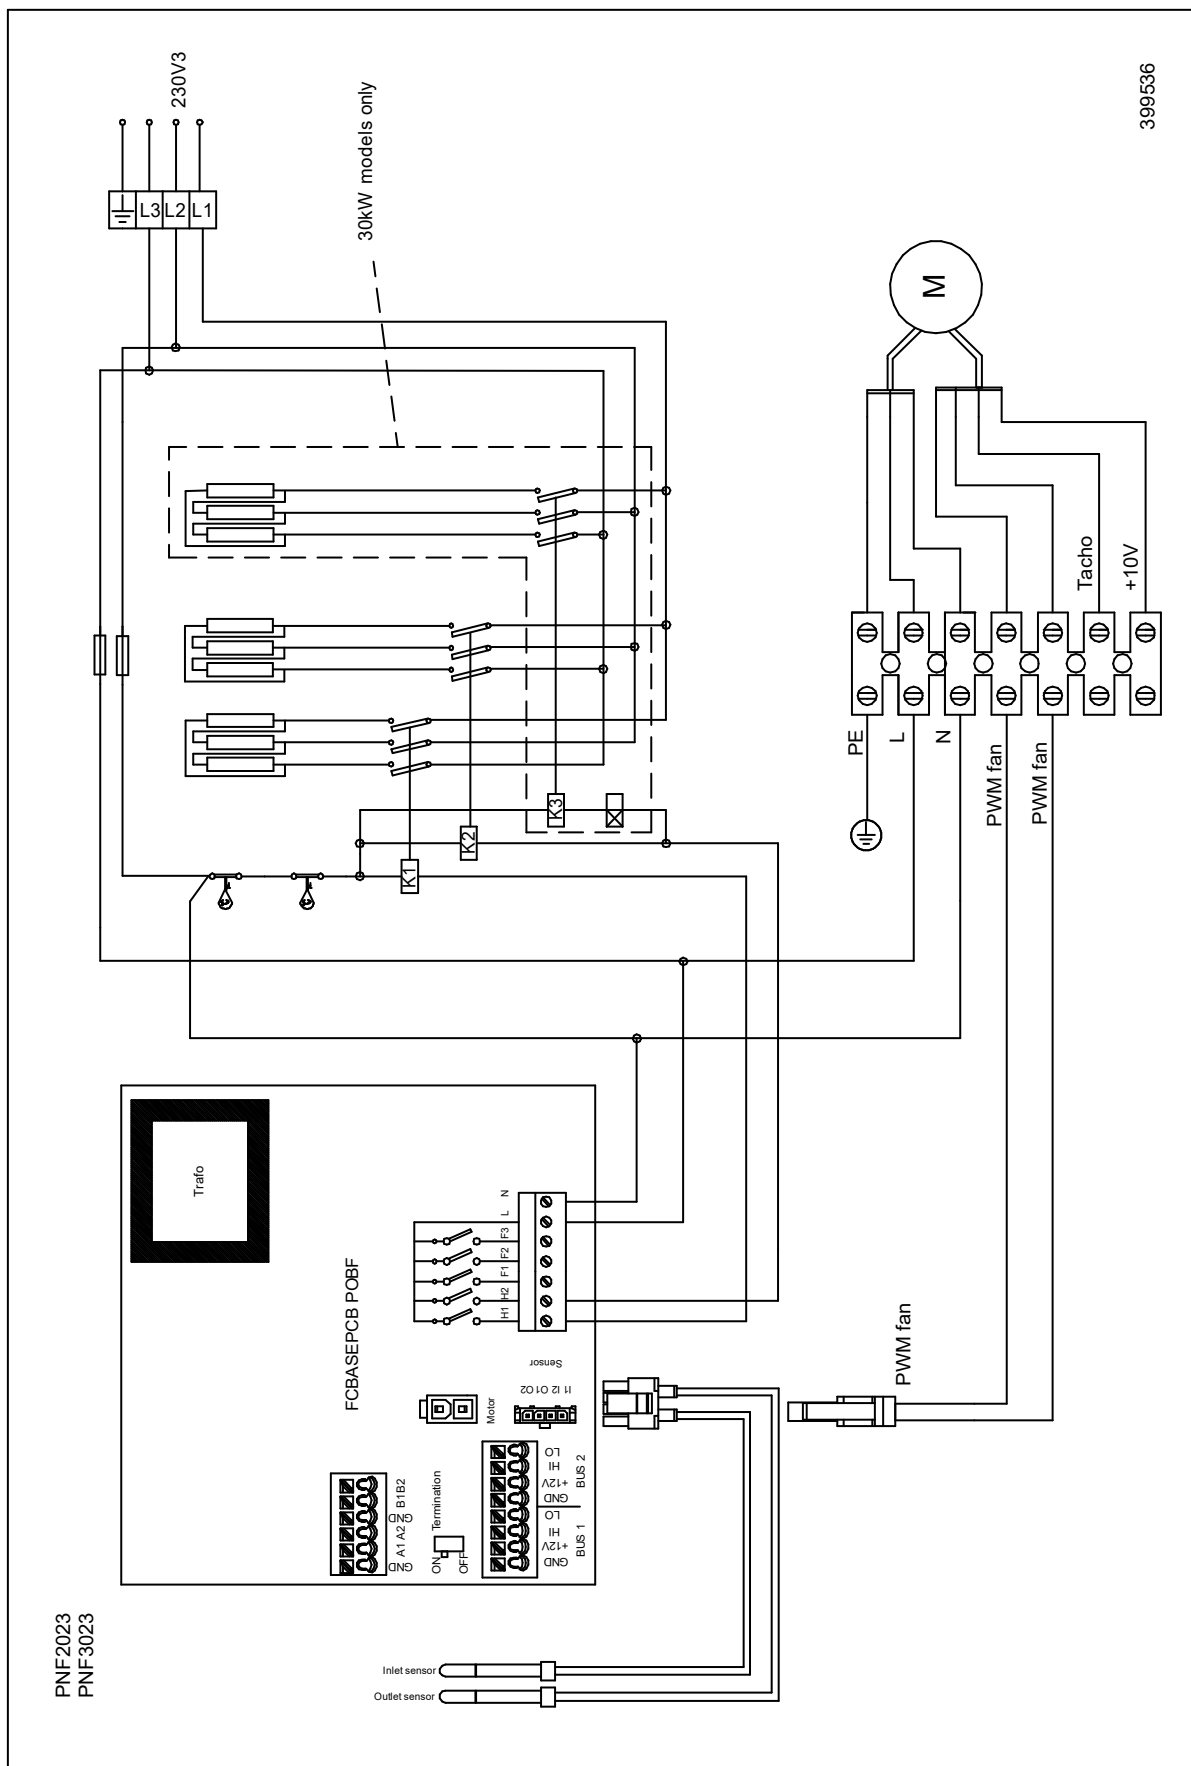 PNF2023
PNF3023
399536
230V3
L3
L2
L1
30kW models only
M
K3
K2
K1
Tacho
+10V
PE
L
N
PWM fan
PWM fan
Trafo
FCBASEPCB POBF
N
L
F3
F2
F1
H2
H1
Sensor
I1 I2 O1 O2
Motor
PWM fan
B1B2
GND
A1 A2
GND
Termination
ON
OFF
LO
HI
+12V
GND
BUS 2
LO
HI
+12V
GND
BUS 1
Inlet sensor
Outlet sensor